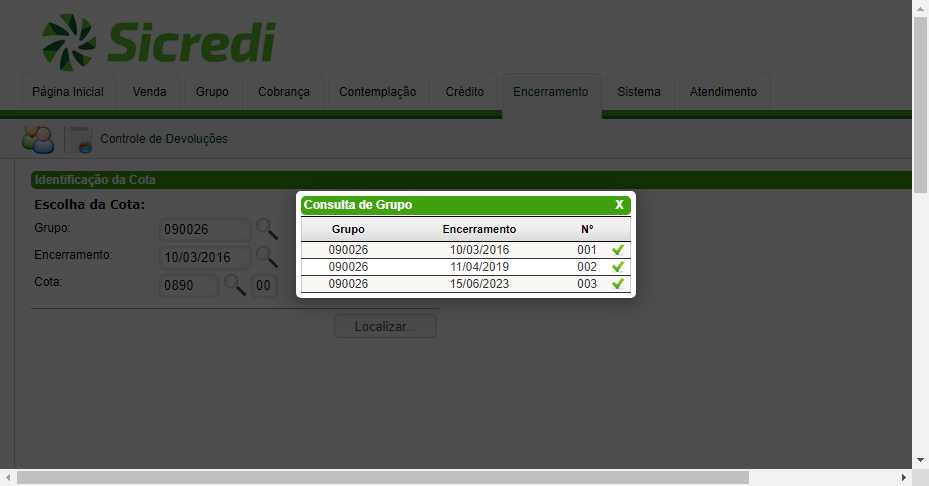 Sicredi
Página Inicial Venda Grupo Cobrança Contemplação Crédito Encerramento Sistema Atendimento
Controle de Devoluções
Identificação da Cota
Escolha da Cota:
Grupo: 090026
Encerramento: 10/03/2016
Cota: 0890 00
Localizar...
Consulta de Grupo X
Grupo Encerramento Nº
090026 10/03/2016 001
090026 11/04/2019 002
090026 15/06/2023 003